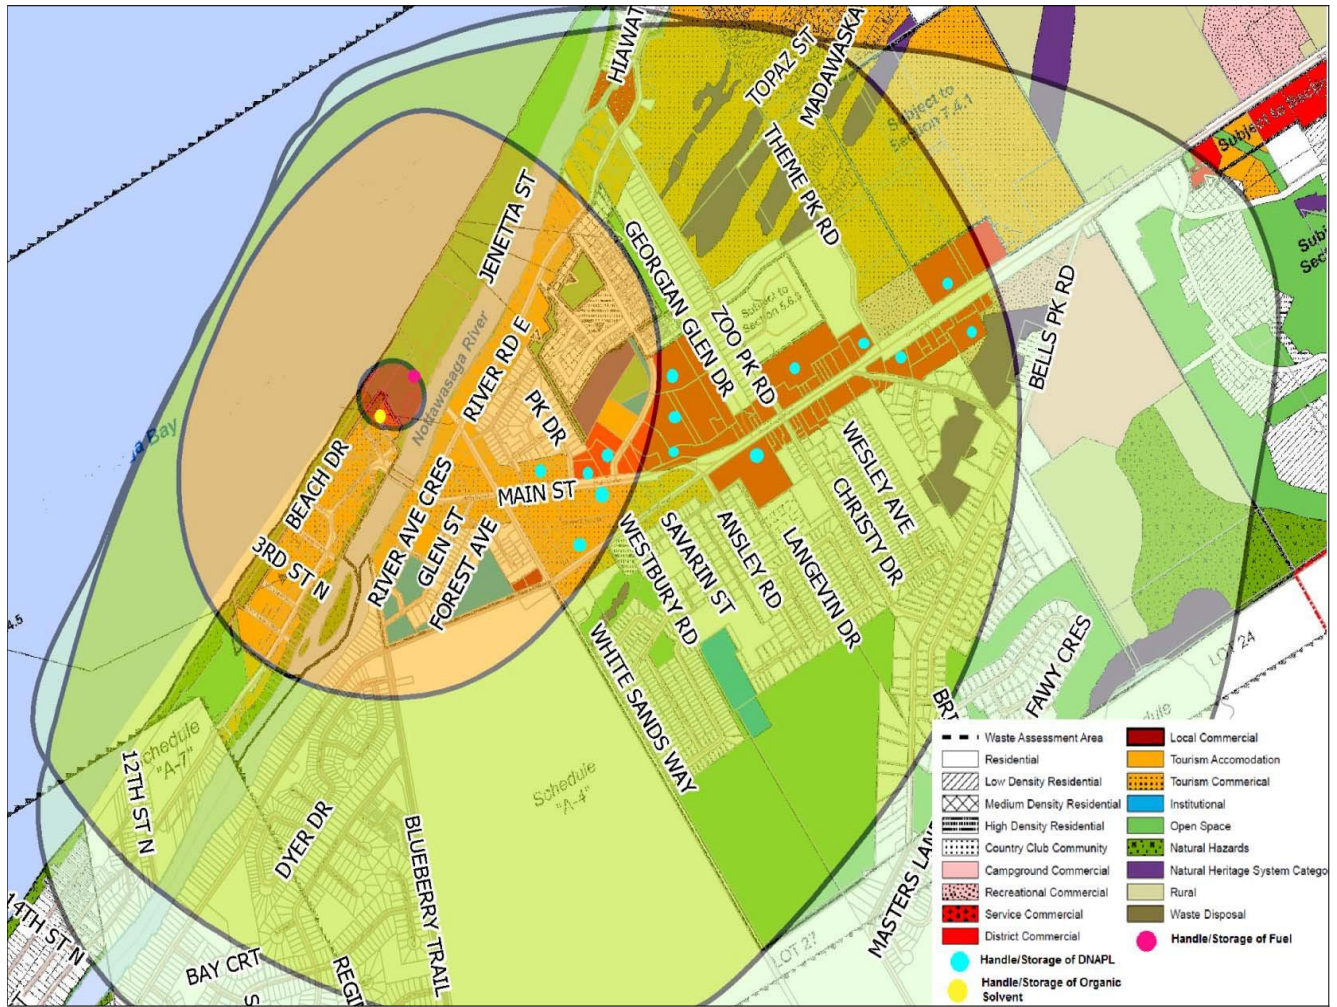 HIAWAT
TOPAZ ST
MADAWASKA
Subject to
Section 7.4.1
Subject to Secti
THEME PK RD
JENETTA ST
GEORGIAN GLEN DR
Subject to
Section 6.6.3
ZOO PK RD
BELLS PK RD
Nottawasaga River
RIVER RD E
PK DR
ga Bay
BEACH DR
MAIN ST
WESLEY AVE
CHRISTY DR
3RD ST N
RIVER AVE CRES
GLEN ST
FOREST AVE
WESTBURY RD
SAVARIN ST
ANSLEY RD
LANGEVIN DR
4.5
WHITE SANDS WAY
FAWY CRES
LOT 24
Schedule
"A-7"
12TH ST N
Schedule
"A-4"
DYER DR
BLUEBERRY TRAIL
MASTERS LAN
LOT 27
14TH ST N
BAY CRT
REGI
Waste Assessment Area
Residential
Low Density Residential
Medium Density Residential
High Density Residential
Country Club Community
Campground Commercial
Recreational Commercial
Service Commercial
District Commercial
Handle/Storage of DNAPL
Handle/Storage of Organic
Solvent
Local Commercial
Tourism Accomodation
Tourism Commerical
Institutional
Open Space
Natural Hazards
Natural Heritage System Catego
Rural
Waste Disposal
Handle/Storage of Fuel